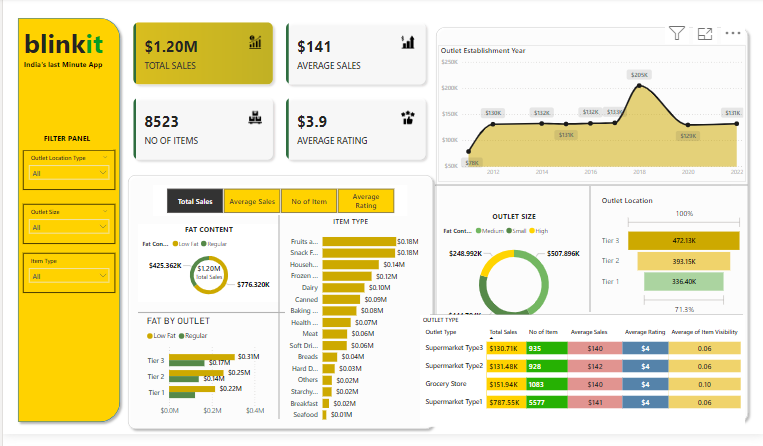 blinkit
India's last Minute App
FILTER PANEL
Outlet Location Type
All
Outlet Size
All
Item Type
All
$1.20M
TOTAL SALES
$141
AVERAGE SALES
8523
NO OF ITEMS
$3.9
AVERAGE RATING
Outlet Establishment Year
$250K
$200K
$150K
$100K
$50K
$78K
$130K
$132K
$131K
$132K
$133K
$205K
$129K
$131K
2012
2014
2016
2018
2020
2022
Total Sales
Average Sales
No of Item
Average Rating
FAT CONTENT
Fat Con...
Low Fat
Regular
$425.362K
$1.20M
Total Sales
$776.320K
FAT BY OUTLET
Low Fat
Regular
Tier 3
$0.31M
$0.17M
Tier 2
$0.25M
$0.14M
Tier 1
$0.22M
$0.0M
$0.2M
$0.4M
ITEM TYPE
Fruits a...
$0.18M
Snack F...
$0.18M
Househ...
$0.14M
Frozen ...
$0.12M
Dairy
$0.10M
Canned
$0.09M
Baking ...
$0.08M
Health ...
$0.07M
Meat
$0.06M
Soft Dri...
$0.06M
Breads
$0.04M
Hard D...
$0.03M
Others
$0.02M
Starchy...
$0.02M
Breakfast
$0.02M
Seafood
$0.01M
OUTLET SIZE
Fat Cont...
Medium
Small
High
$248.992K
$507.896K
Outlet Location
100%
Tier 3
472.13K
Tier 2
393.15K
Tier 1
336.40K
71.3%
OUTLET TYPE
Outlet Type Total Sales No of Item Average Sales Average Rating Average of Item Visibility
Supermarket Type3 $130.71K 935 $140 $4 0.06
Supermarket Type2 $131.48K 928 $142 $4 0.06
Grocery Store $151.94K 1083 $140 $4 0.10
Supermarket Type1 $787.55K 5577 $141 $4 0.06